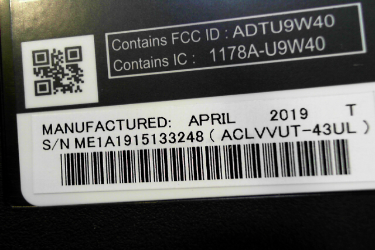 Contains FCC ID : ADTU9W40
Contains IC : 1178A-U9W40
MANUFACTURED: APRIL 2019 T
S/N ME1A1915133248 ( ACLVVUT-43UL )